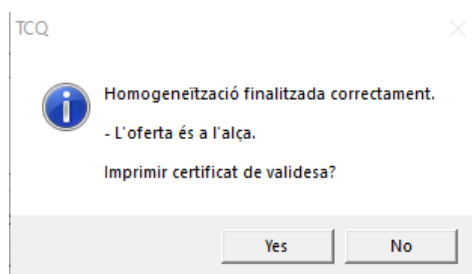 TCQ
Homogeneïtzació finalitzada correctament.
- L'oferta és a l'alça.
Imprimir certificat de validesa?
Yes
No